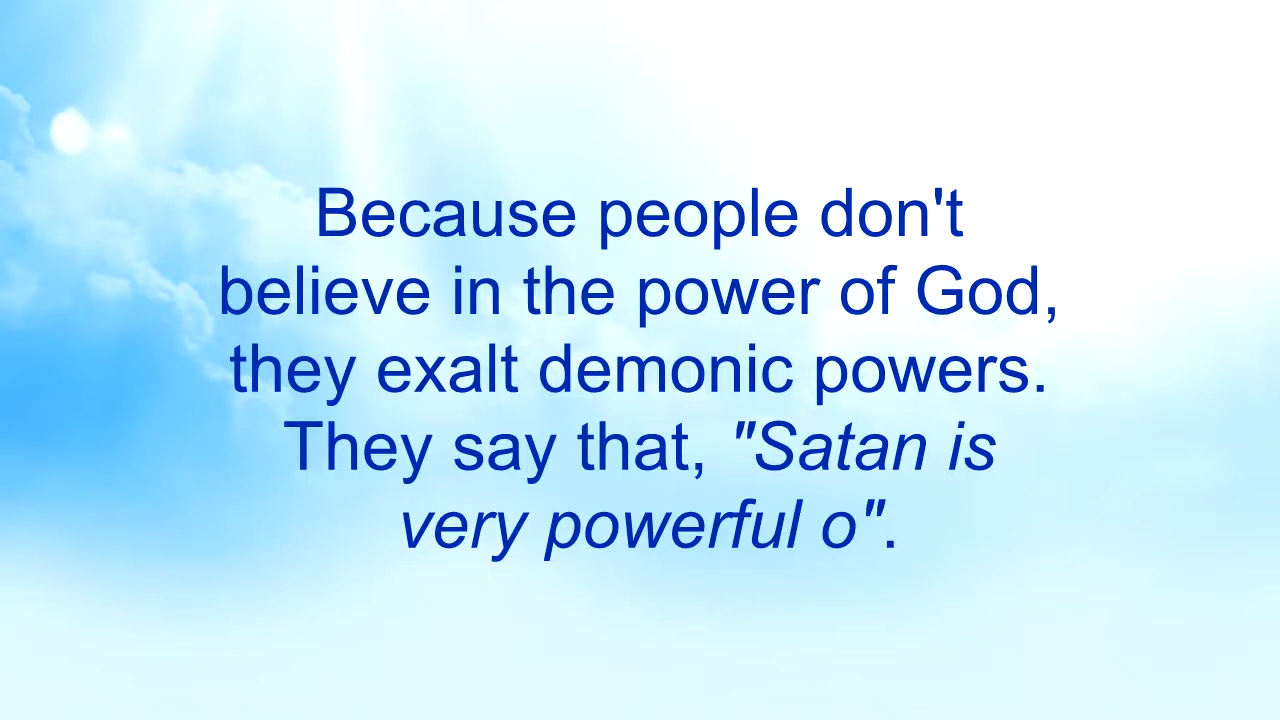 Because people don't
believe in the power of God,
they exalt demonic powers.
They say that, "Satan is
very powerful o".